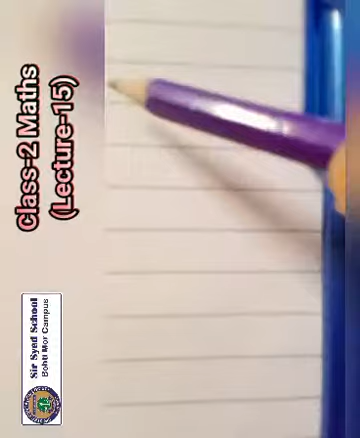 Class-2 Maths
(Lecture-15)
Sir Syed School
Bohti Mor Campus